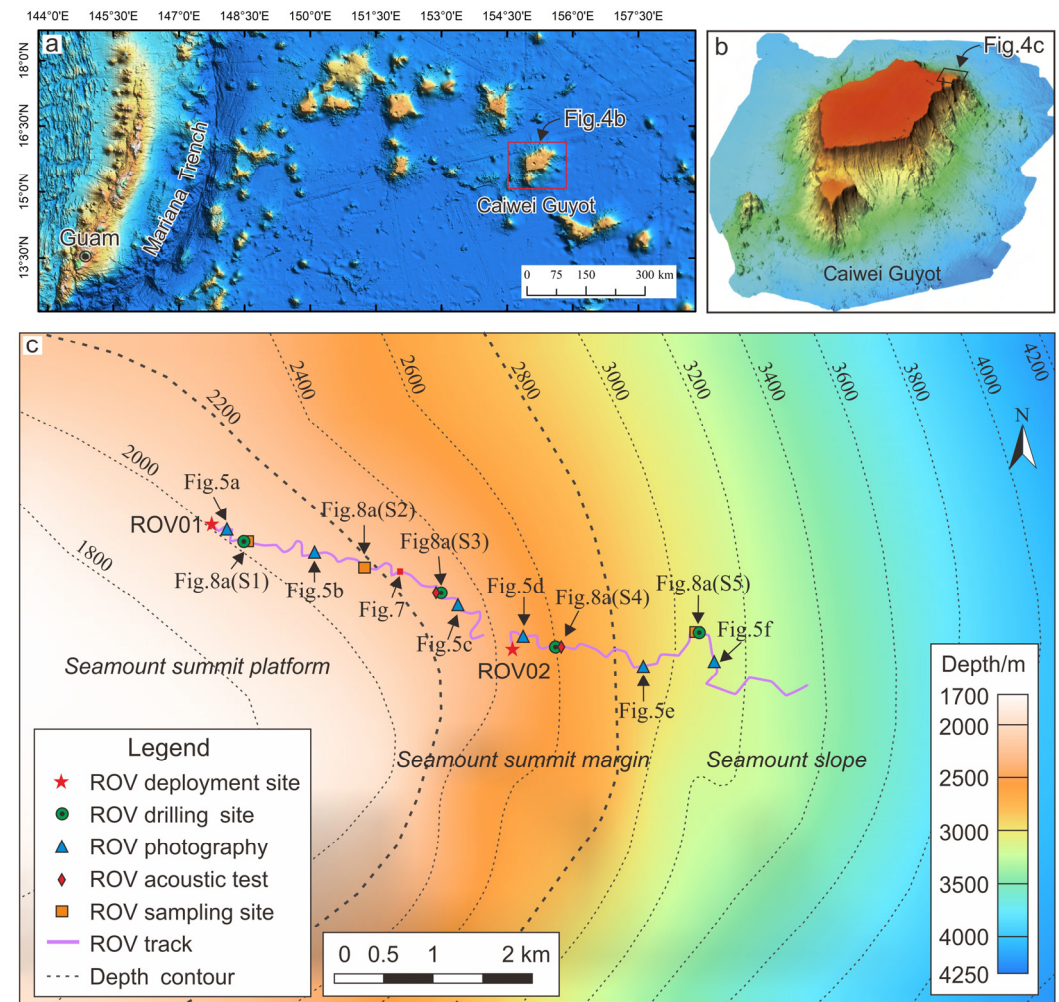 144°0'E 145°30'E 147°0'E 148°30'E 150°0'E 151°30'E 153°0'E 154°30'E 156°0'E 157°30'E
18°0'N
16°30'N
15°0'N
13°30'N
a
Mariana Trench
Guam
Fig.4b
Caiwei Guyot
0 75 150 300 km
b
Fig.4c
Caiwei Guyot
c
1800
2000
2200
2400
2600
2800
3000
3200
3400
3600
3800
4000
4200
N
ROV01
Fig.5a
Fig.8a(S1)
Fig.5b
Fig.8a(S2)
Fig.7
Fig8a(S3)
Fig.5c
ROV02
Fig.5d
Fig.8a(S4)
Fig.5e
Fig.8a(S5)
Fig.5f
Seamount summit platform
Seamount summit margin
Seamount slope
Legend
ROV deployment site
ROV drilling site
ROV photography
ROV acoustic test
ROV sampling site
ROV track
Depth contour
0 0.5 1 2 km
Depth/m
1700
2000
2500
3000
3500
4000
4250